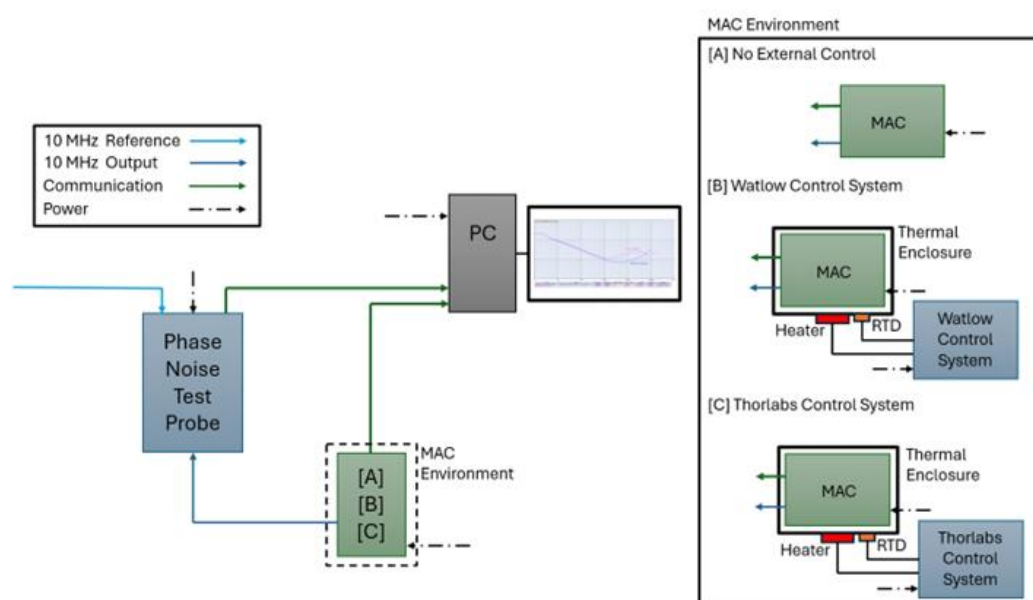 10 MHz Reference
10 MHz Output
Communication
Power
PC
Phase
Noise
Test
Probe
MAC
Environment
[A]
[B]
[C]
MAC Environment
[A] No External Control
MAC
[B] Watlow Control System
Thermal
Enclosure
MAC
Heater
RTD
Watlow
Control
System
[C] Thorlabs Control System
Thermal
Enclosure
MAC
Heater
RTD
Thorlabs
Control
System